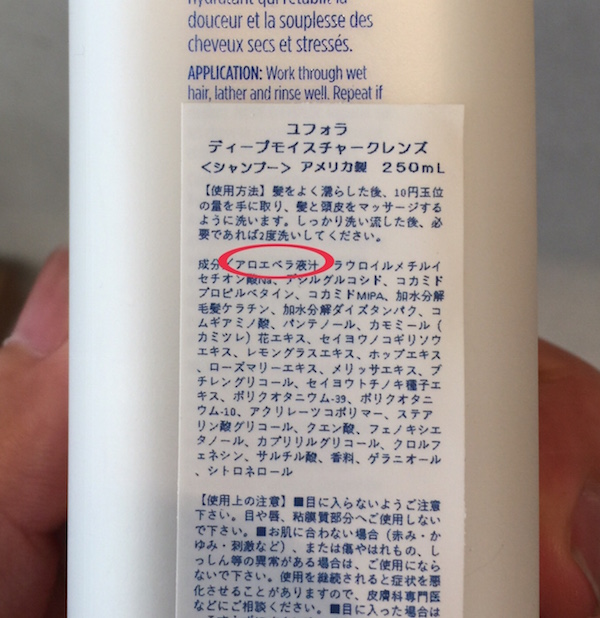 hydratant qui rétablit la
douceur et la souplesse des
cheveux secs et stressés.
APPLICATION: Work through wet
hair, lather and rinse well. Repeat if
ユフォラ
ディープモイスチャークレンズ
<シャンプー> アメリカ製 250mL
【使用方法】髪をよく濡らした後、10円玉位
の量を手に取り、髪と頭皮をマッサージする
ように洗います。しっかり洗い流した後、必
要であれば2度洗いしてください。
成分/アロエベラ液汁、ラウロイルメチルイ
セチオン酸Na、デシルグルコシド、コカミド
プロピルベタイン、コカミドMIPA、加水分解
毛髪ケラチン、加水分解ダイズタンパク、コ
ムギアミノ酸、パンテノール、カモミール(
カミツレ)花エキス、セイヨウノコギリソウ
エキス、レモングラスエキス、ホップエキス
、ローズマリーエキス、メリッサエキス、ブ
チレングリコール、セイヨウトチノキ種子エ
キス、ポリクオタニウム-39、ポリクオタニ
ウム-10、アクリレーツコポリマー、ステア
リン酸グリコール、クエン酸、フェノキシエ
タノール、カプリリルグリコール、クロルフ
ェネシン、サルチル酸、香料、ゲラニオール
、シトロネロール
【使用上の注意】■目に入らないようご注意
下さい。目や唇、粘膜質部分へご使用しない
で下さい。■お肌に合わない場合(赤み・か
ゆみ・刺激など)、または傷やはれもの、し
っしん等の異常がある場合は、ご使用になら
ないで下さい。使用を継続されると症状を悪
化させることがありますので、皮膚科専門医
などにご相談ください。■目に入った場合は